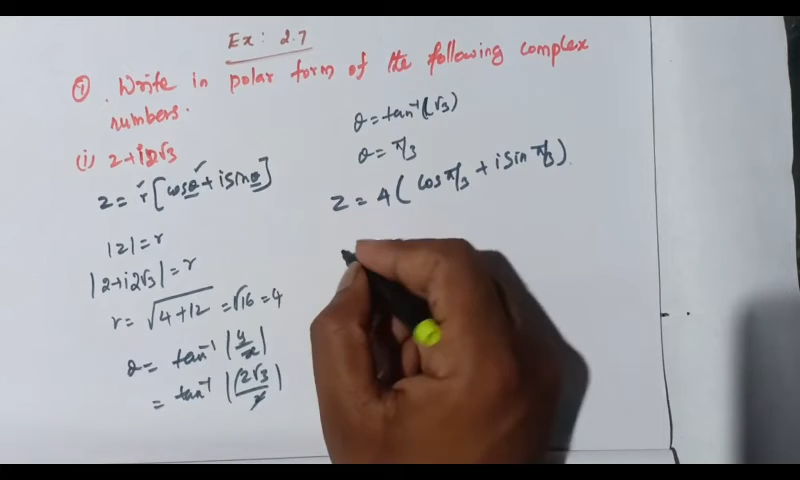 Ex: 2.7
① . Write in polar form of the following complex
numbers.
(i) 2+i2√3
z = r[cosθ+isinθ]
|z|=r
|2+i2√3|=r
r= √4+12 =√16 =4
θ= tan⁻¹ |y/x|
= tan⁻¹ |(2√3/2)|
θ=tan⁻¹(√3)
θ= π/3
z = 4(cosπ/3 + isinπ/3).